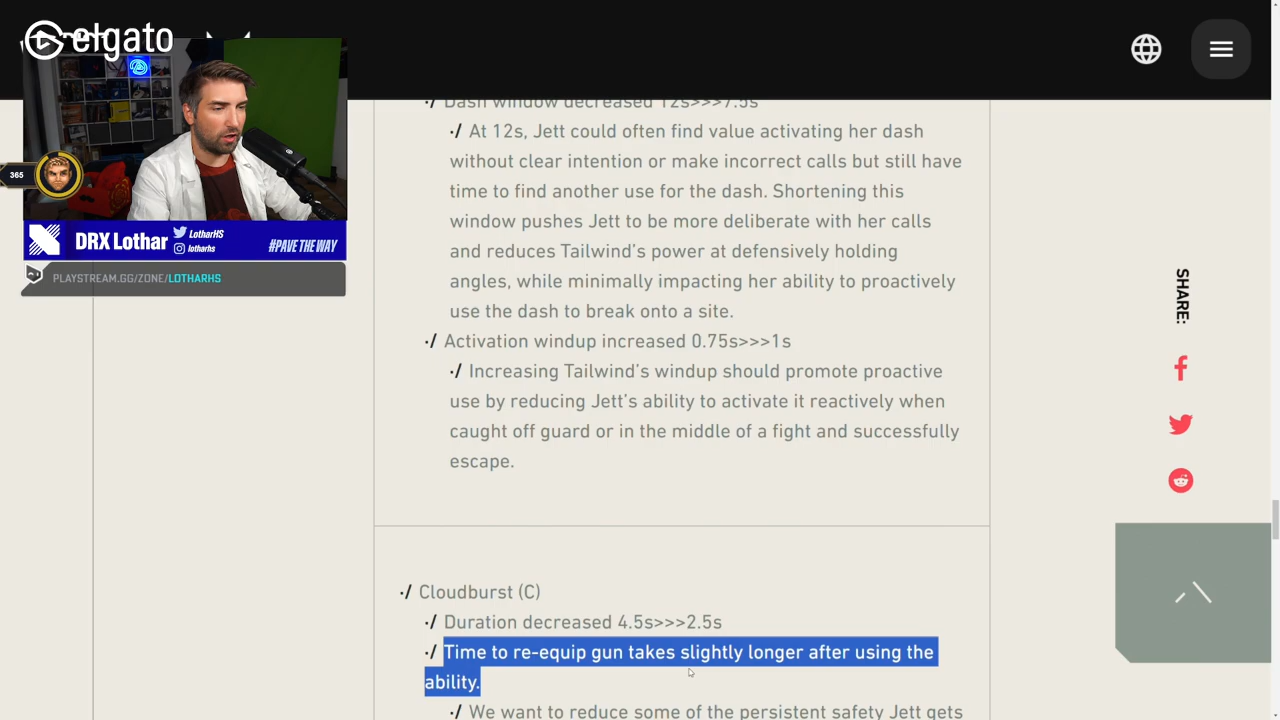 elgato
365
DRX Lothar
LotharHS
lotharhs
#PAVE THE WAY
PLAYSTREAM.GG/ZONE/LOTHARHS
·/ Dash window decreased 12s>>>7.5s
·/ At 12s, Jett could often find value activating her dash
without clear intention or make incorrect calls but still have
time to find another use for the dash. Shortening this
window pushes Jett to be more deliberate with her calls
and reduces Tailwind's power at defensively holding
angles, while minimally impacting her ability to proactively
use the dash to break onto a site.
·/ Activation windup increased 0.75s>>>1s
·/ Increasing Tailwind's windup should promote proactive
use by reducing Jett's ability to activate it reactively when
caught off guard or in the middle of a fight and successfully
escape.
·/ Cloudburst (C)
·/ Duration decreased 4.5s>>>2.5s
·/ Time to re-equip gun takes slightly longer after using the
ability.
·/ We want to reduce some of the persistent safety Jett gets
SHARE: